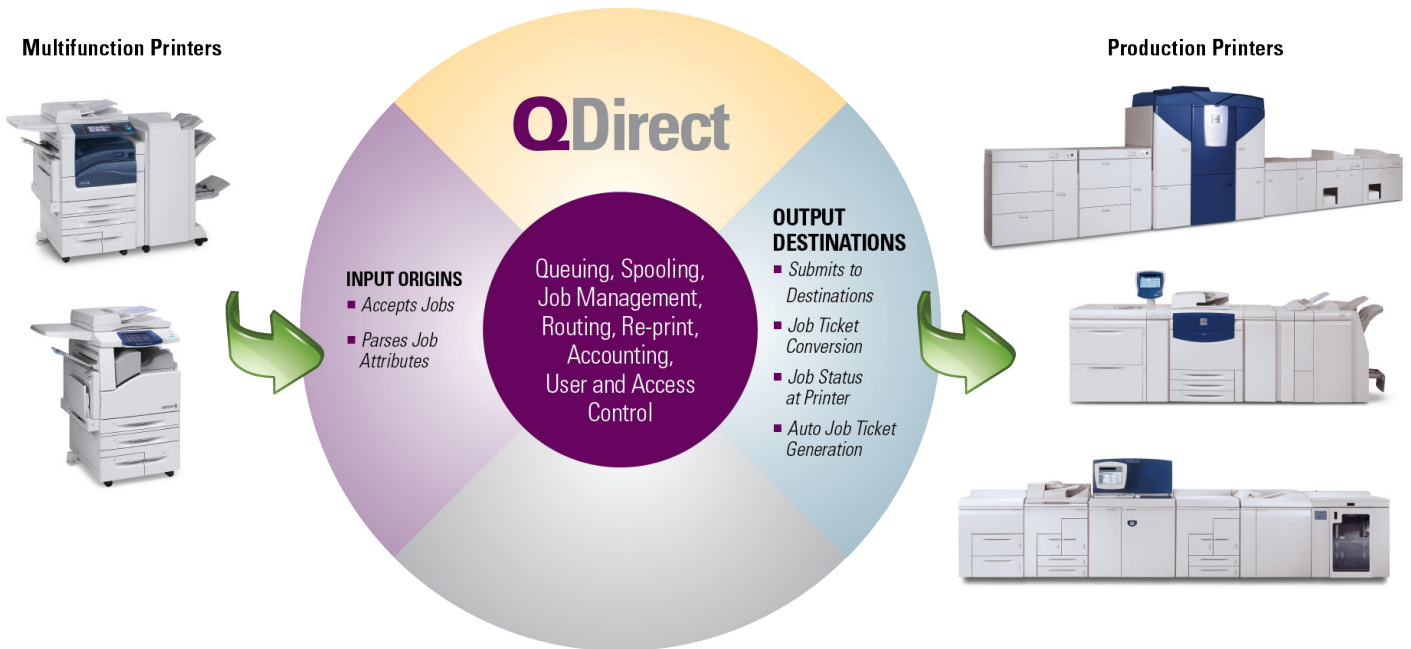 Multifunction Printers
QDirect
Production Printers
INPUT ORIGINS
Accepts Jobs
Parses Job
Attributes
Queuing, Spooling,
Job Management,
Routing, Re-print,
Accounting,
User and Access
Control
OUTPUT
DESTINATIONS
Submits to
Destinations
Job Ticket
Conversion
Job Status
at Printer
Auto Job Ticket
Generation
xerox